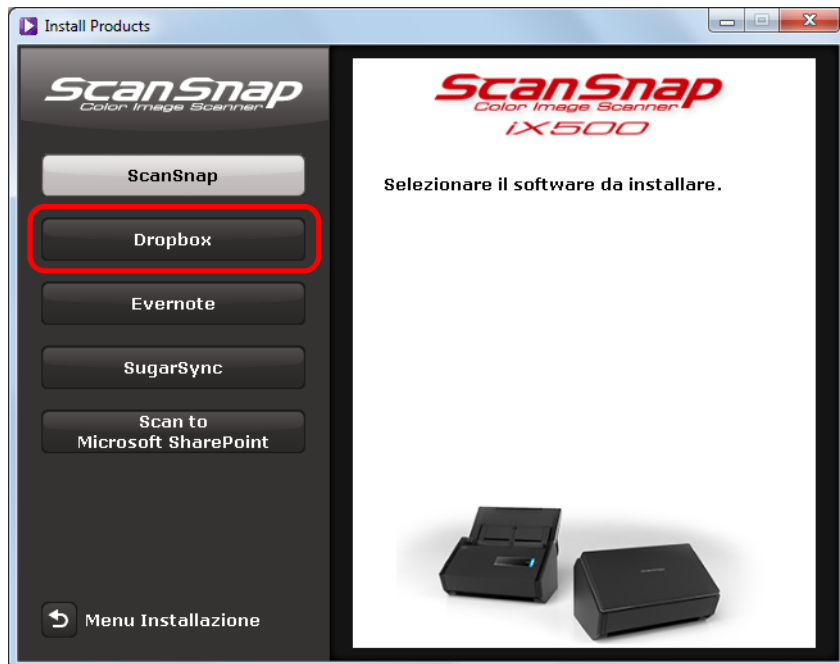 Install Products
ScanSnap
Color Image Scanner
ScanSnap
Dropbox
Evernote
SugarSync
Scan to
Microsoft SharePoint
Menu Installazione
ScanSnap
Color Image Scanner
iX500
Selezionare il software da installare.